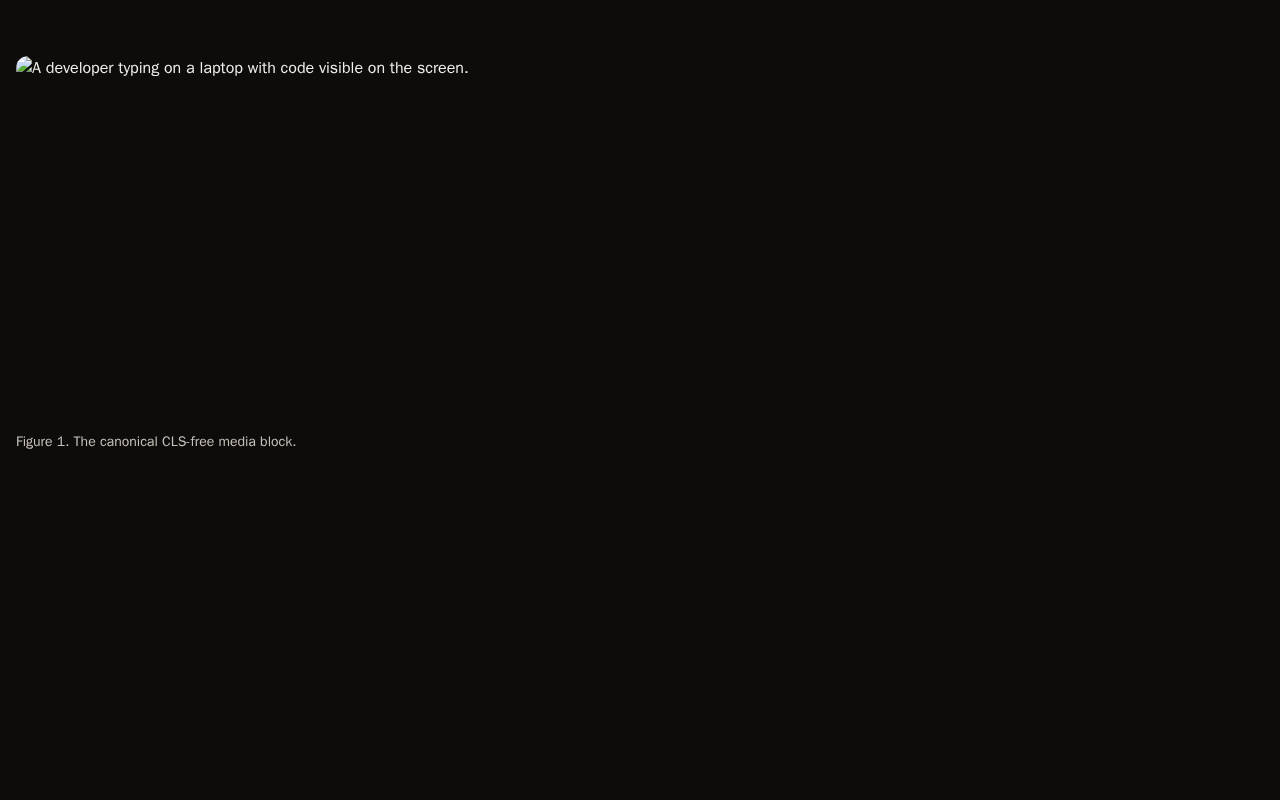 A developer typing on a laptop with code visible on the screen.
Figure 1. The canonical CLS-free media block.